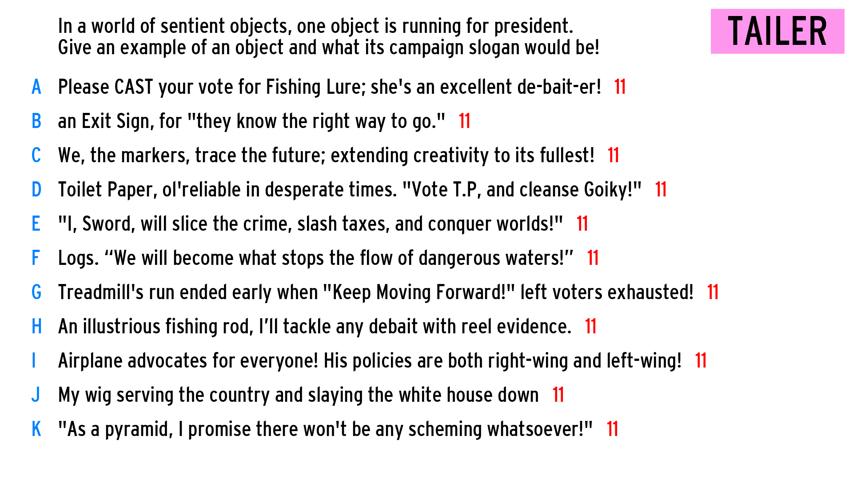 In a world of sentient objects, one object is running for president.
Give an example of an object and what its campaign slogan would be!
TAILER
A Please CAST your vote for Fishing Lure; she's an excellent de-bait-er! 11
B an Exit Sign, for "they know the right way to go." 11
C We, the markers, trace the future; extending creativity to its fullest! 11
D Toilet Paper, ol'reliable in desperate times. "Vote T.P, and cleanse Goiky!" 11
E "I, Sword, will slice the crime, slash taxes, and conquer worlds!" 11
F Logs. “We will become what stops the flow of dangerous waters!” 11
G Treadmill's run ended early when "Keep Moving Forward!" left voters exhausted! 11
H An illustrious fishing rod, I’ll tackle any debait with reel evidence. 11
I Airplane advocates for everyone! His policies are both right-wing and left-wing! 11
J My wig serving the country and slaying the white house down 11
K "As a pyramid, I promise there won't be any scheming whatsoever!" 11